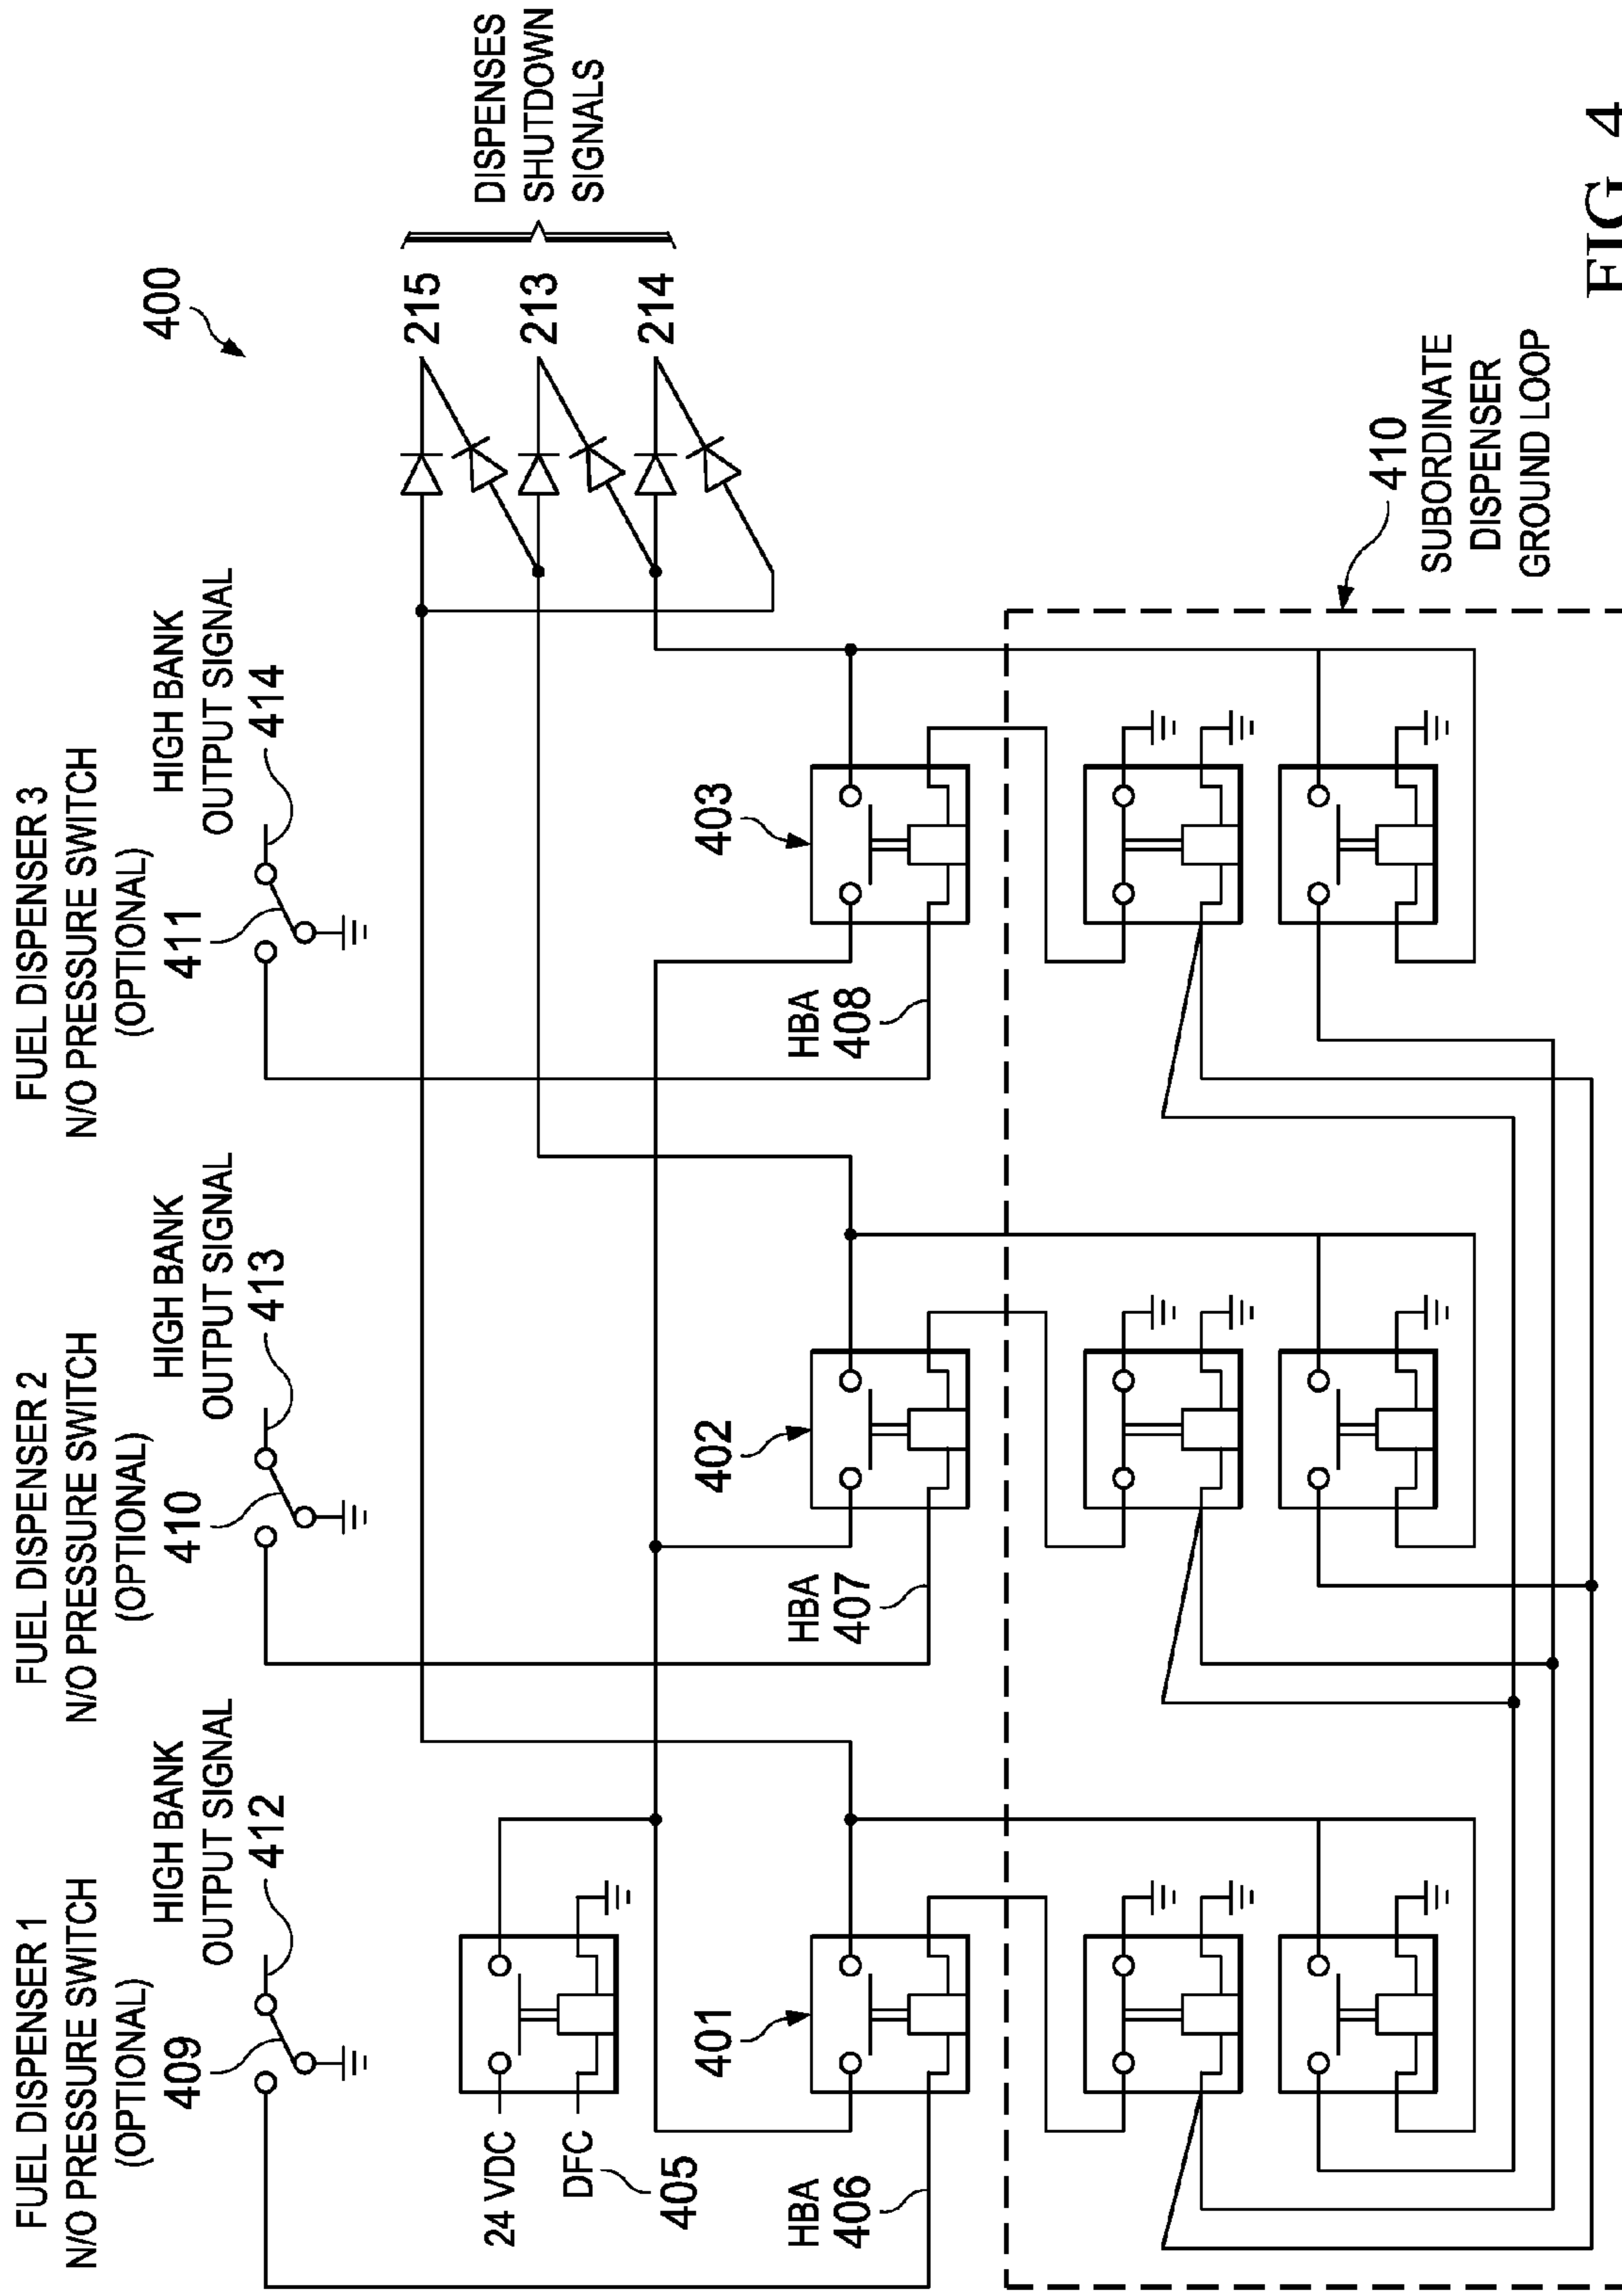 FUEL DISPENSER 1
N/O PRESSURE SWITCH
(OPTIONAL)
409
HIGH BANK
OUTPUT SIGNAL
412
FUEL DISPENSER 2
N/O PRESSURE SWITCH
(OPTIONAL)
410
HIGH BANK
OUTPUT SIGNAL
413
FUEL DISPENSER 3
N/O PRESSURE SWITCH
(OPTIONAL)
411
HIGH BANK
OUTPUT SIGNAL
414
400
24 VDC
DFC
405
215
213
214
DISPENSES
SHUTDOWN
SIGNALS
401
402
403
HBA
406
HBA
407
HBA
408
410
SUBORDINATE
DISPENSER
GROUND LOOP
FIG. 4